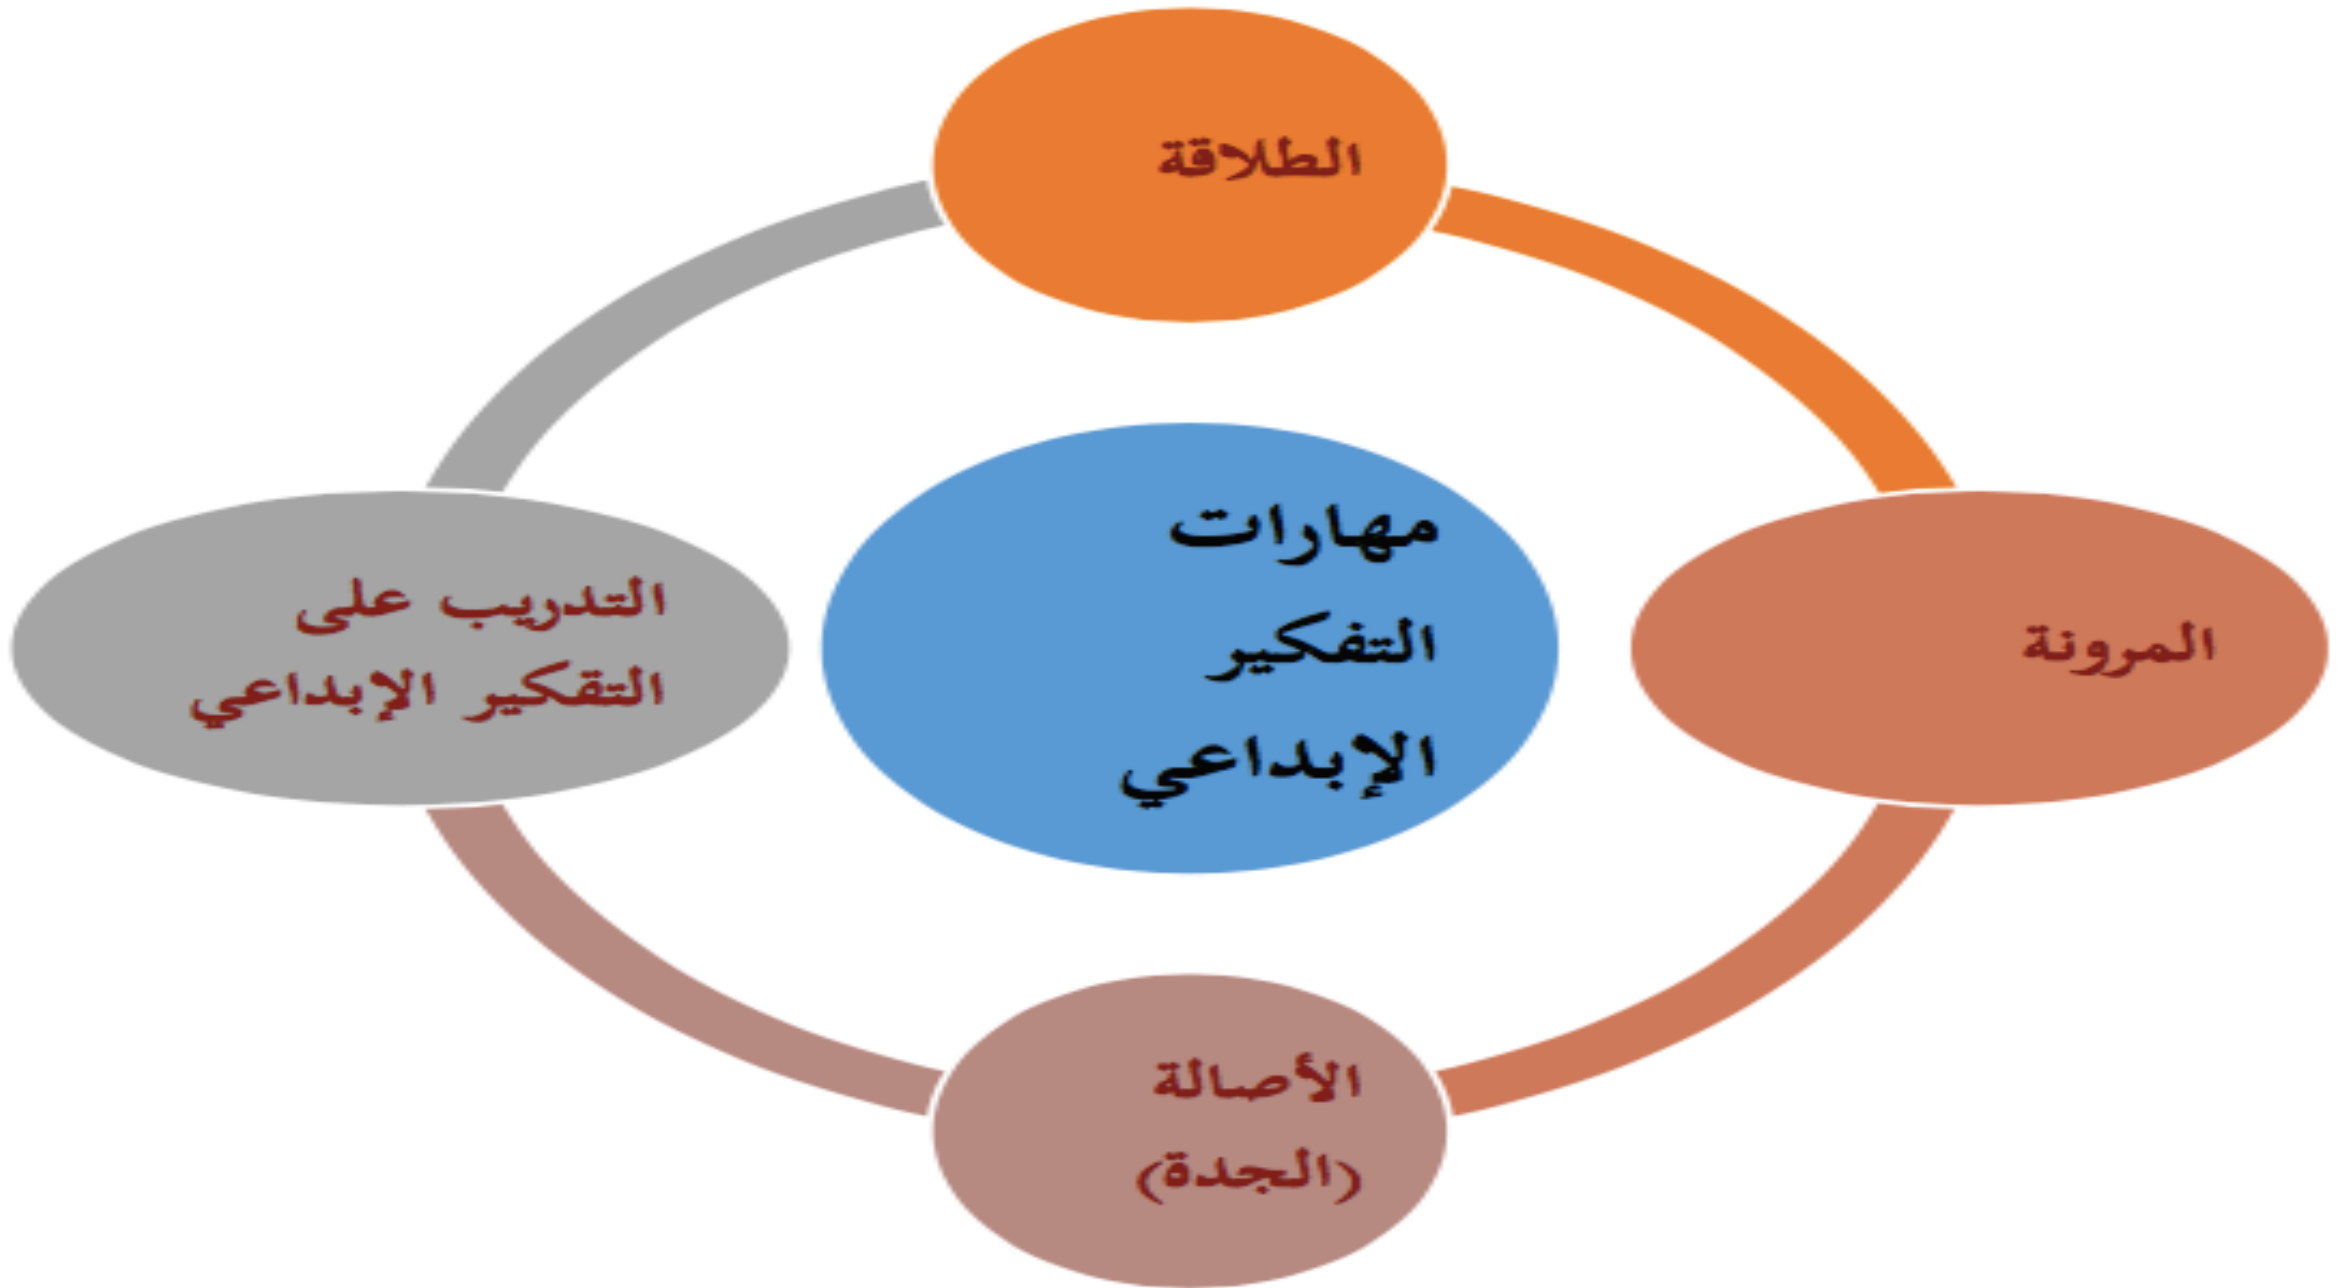 الطلاقة
مهارات
التفكير
الإبداعي
المرونة
التدريب على
التفكير الإبداعي
الأصالة
(الجدة)